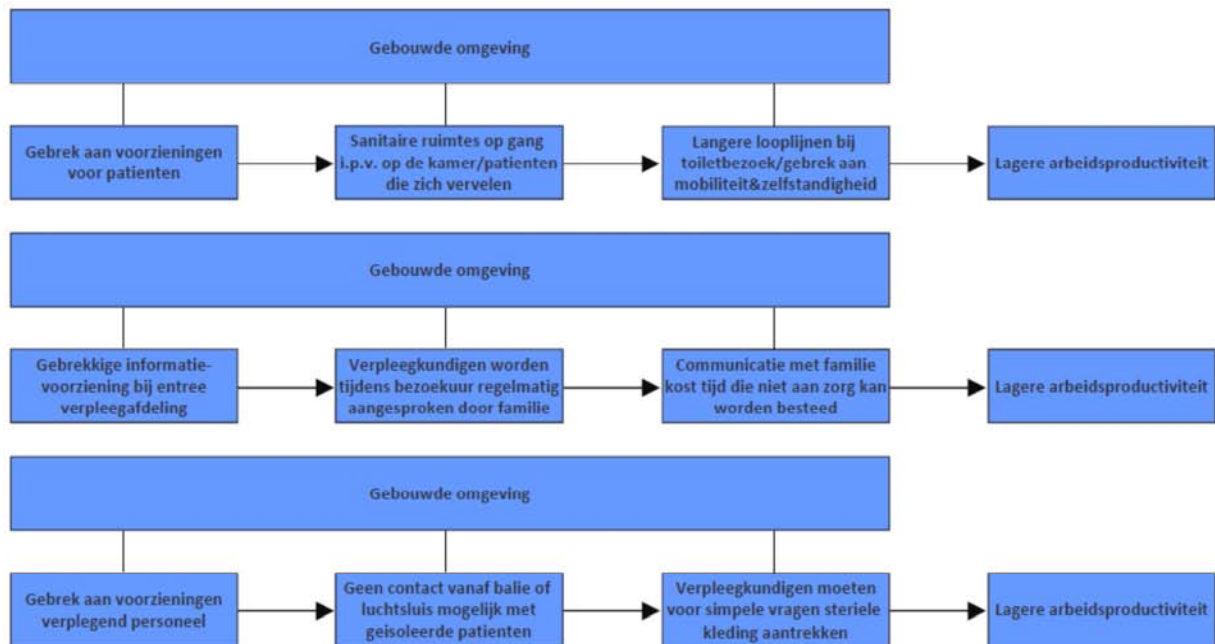 Gebouwde omgeving
Gebrek aan voorzieningen
voor patienten
Sanitaire ruimtes op gang
i.p.v. op de kamer/patienten
die zich vervelen
Langere looplijnen bij
toiletbezoek/gebrek aan
mobiliteit&zelfstandigheid
Lagere arbeidsproductiviteit
Gebouwde omgeving
Gebrekkige informatie-
voorziening bij entree
verpleegafdeling
Verpleegkundigen worden
tijdens bezoekuur regelmatig
aangesproken door familie
Communicatie met familie
kost tijd die niet aan zorg kan
worden besteed
Lagere arbeidsproductiviteit
Gebouwde omgeving
Gebrek aan voorzieningen
verplegend personeel
Geen contact vanaf balie of
luchtsluis mogelijk met
geisoleerde patienten
Verpleegkundigen moeten
voor simpele vragen steriele
kleding aantrekken
Lagere arbeidsproductiviteit